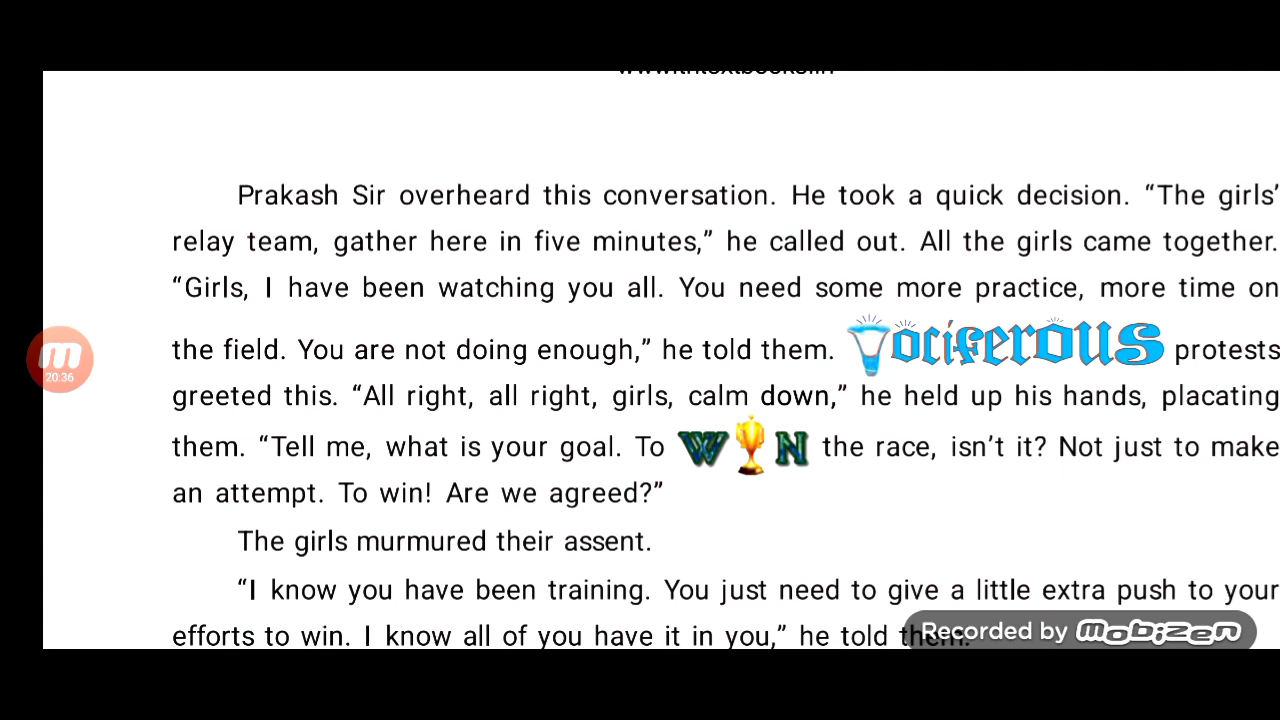 Prakash Sir overheard this conversation. He took a quick decision. “The girls’
relay team, gather here in five minutes,” he called out. All the girls came together.
“Girls, I have been watching you all. You need some more practice, more time on
the field. You are not doing enough,” he told them. Vociferous protests
greeted this. “All right, all right, girls, calm down,” he held up his hands, placating
them. “Tell me, what is your goal. To WIN the race, isn’t it? Not just to make
an attempt. To win! Are we agreed?”
The girls murmured their assent.
“I know you have been training. You just need to give a little extra push to your
efforts to win. I know all of you have it in you,” he told them.
20:36
Recorded by mobizen